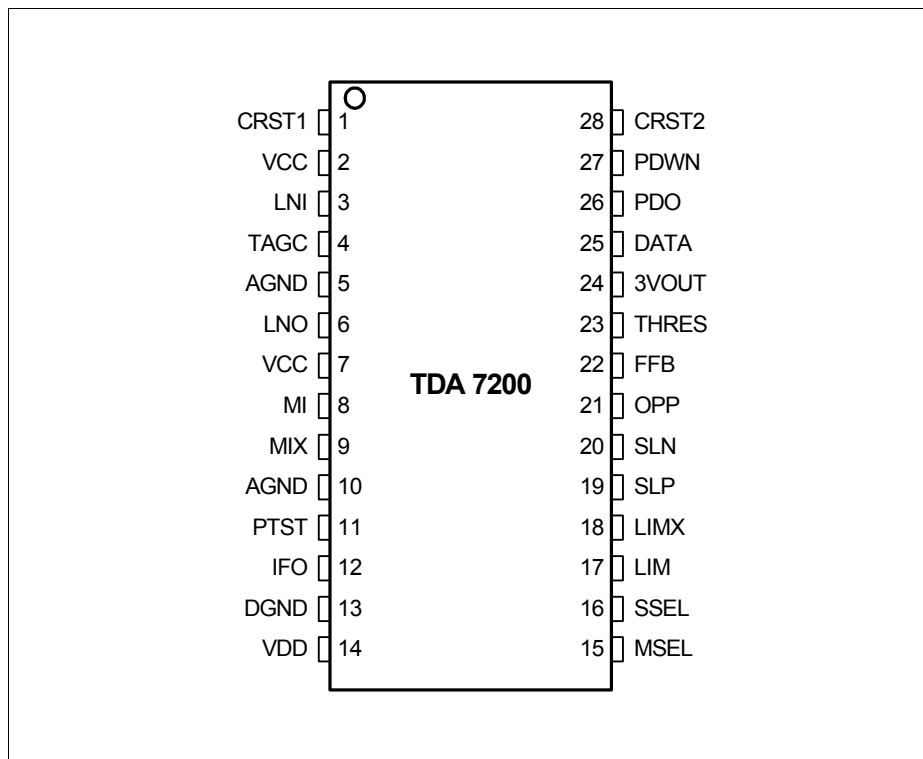 CRST1 1 28 CRST2
VCC 2 27 PDWN
LNI 3 26 PDO
TAGC 4 25 DATA
AGND 5 24 3VOUT
LNO 6 23 THRES
VCC 7 22 FFB
TDA 7200
MI 8 21 OPP
MIX 9 20 SLN
AGND 10 19 SLP
PTST 11 18 LIMX
IFO 12 17 LIM
DGND 13 16 SSEL
VDD 14 15 MSEL